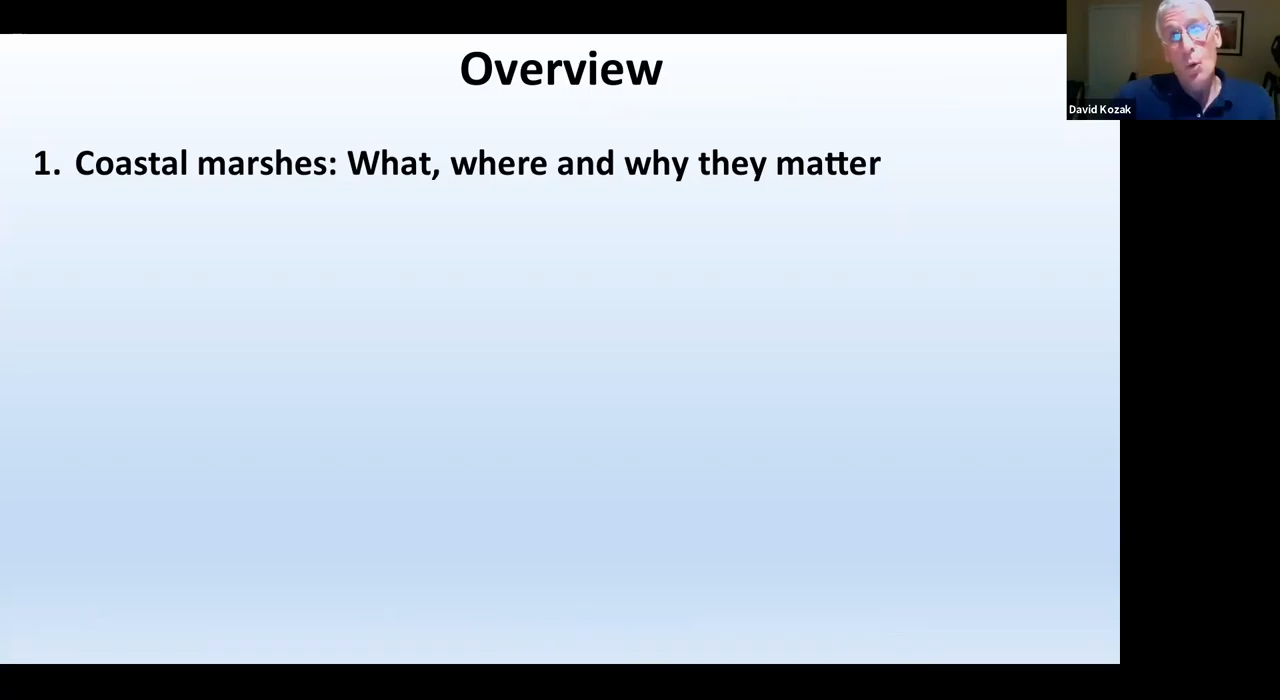 Overview
David Kozak
1. Coastal marshes: What, where and why they matter